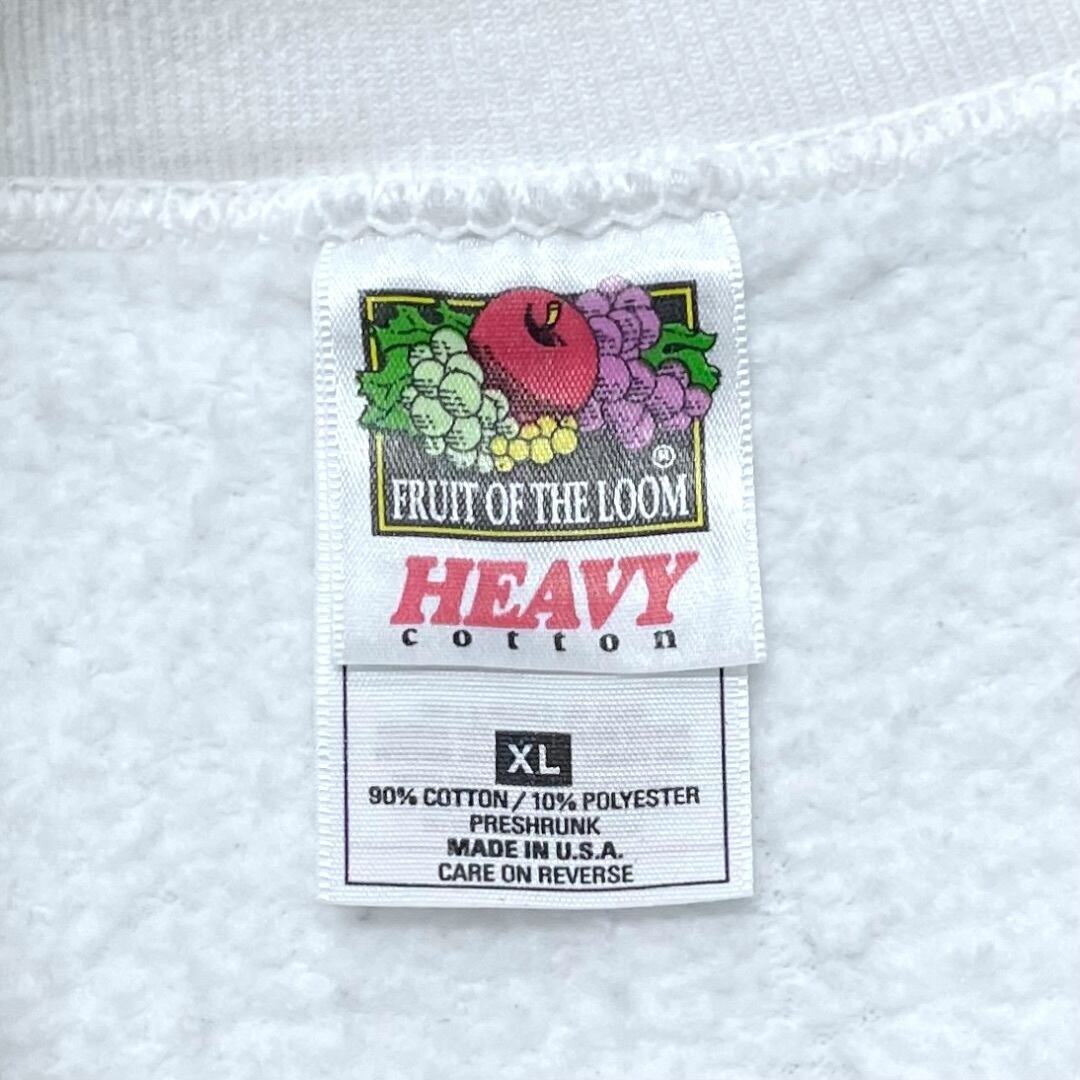 ®
FRUIT OF THE LOOM
HEAVY
cotton
XL
90% COTTON / 10% POLYESTER
PRESHRUNK
MADE IN U.S.A.
CARE ON REVERSE